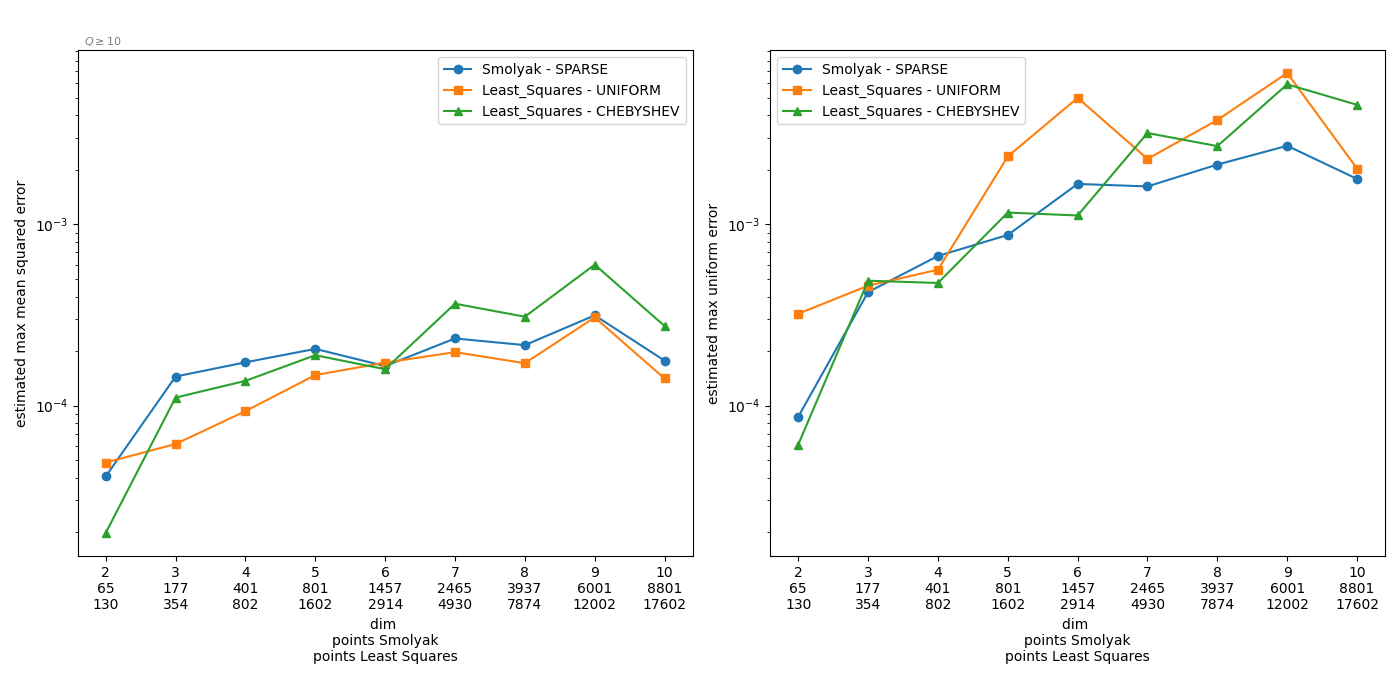 Q ≥ 10
Smolyak - SPARSE
Least_Squares - UNIFORM
Least_Squares - CHEBYSHEV
estimated max mean squared error
10⁻³
10⁻⁴
2 3 4 5 6 7 8 9 10
65 177 401 801 1457 2465 3937 6001 8801
130 354 802 1602 2914 4930 7874 12002 17602
dim
points Smolyak
points Least Squares
Smolyak - SPARSE
Least_Squares - UNIFORM
Least_Squares - CHEBYSHEV
estimated max uniform error
10⁻³
10⁻⁴
2 3 4 5 6 7 8 9 10
65 177 401 801 1457 2465 3937 6001 8801
130 354 802 1602 2914 4930 7874 12002 17602
dim
points Smolyak
points Least Squares